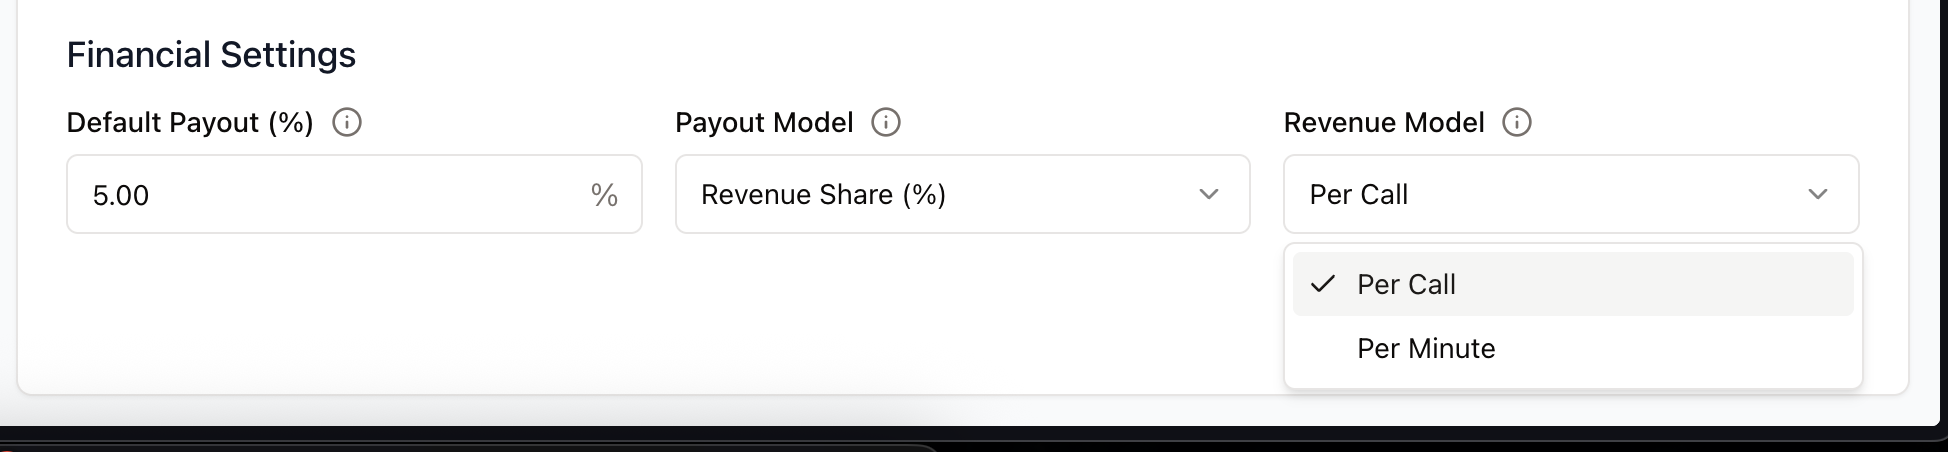 Financial Settings
Default Payout (%)
Payout Model
Revenue Model
5.00 %
Revenue Share (%)
Per Call
Per Call
Per Minute